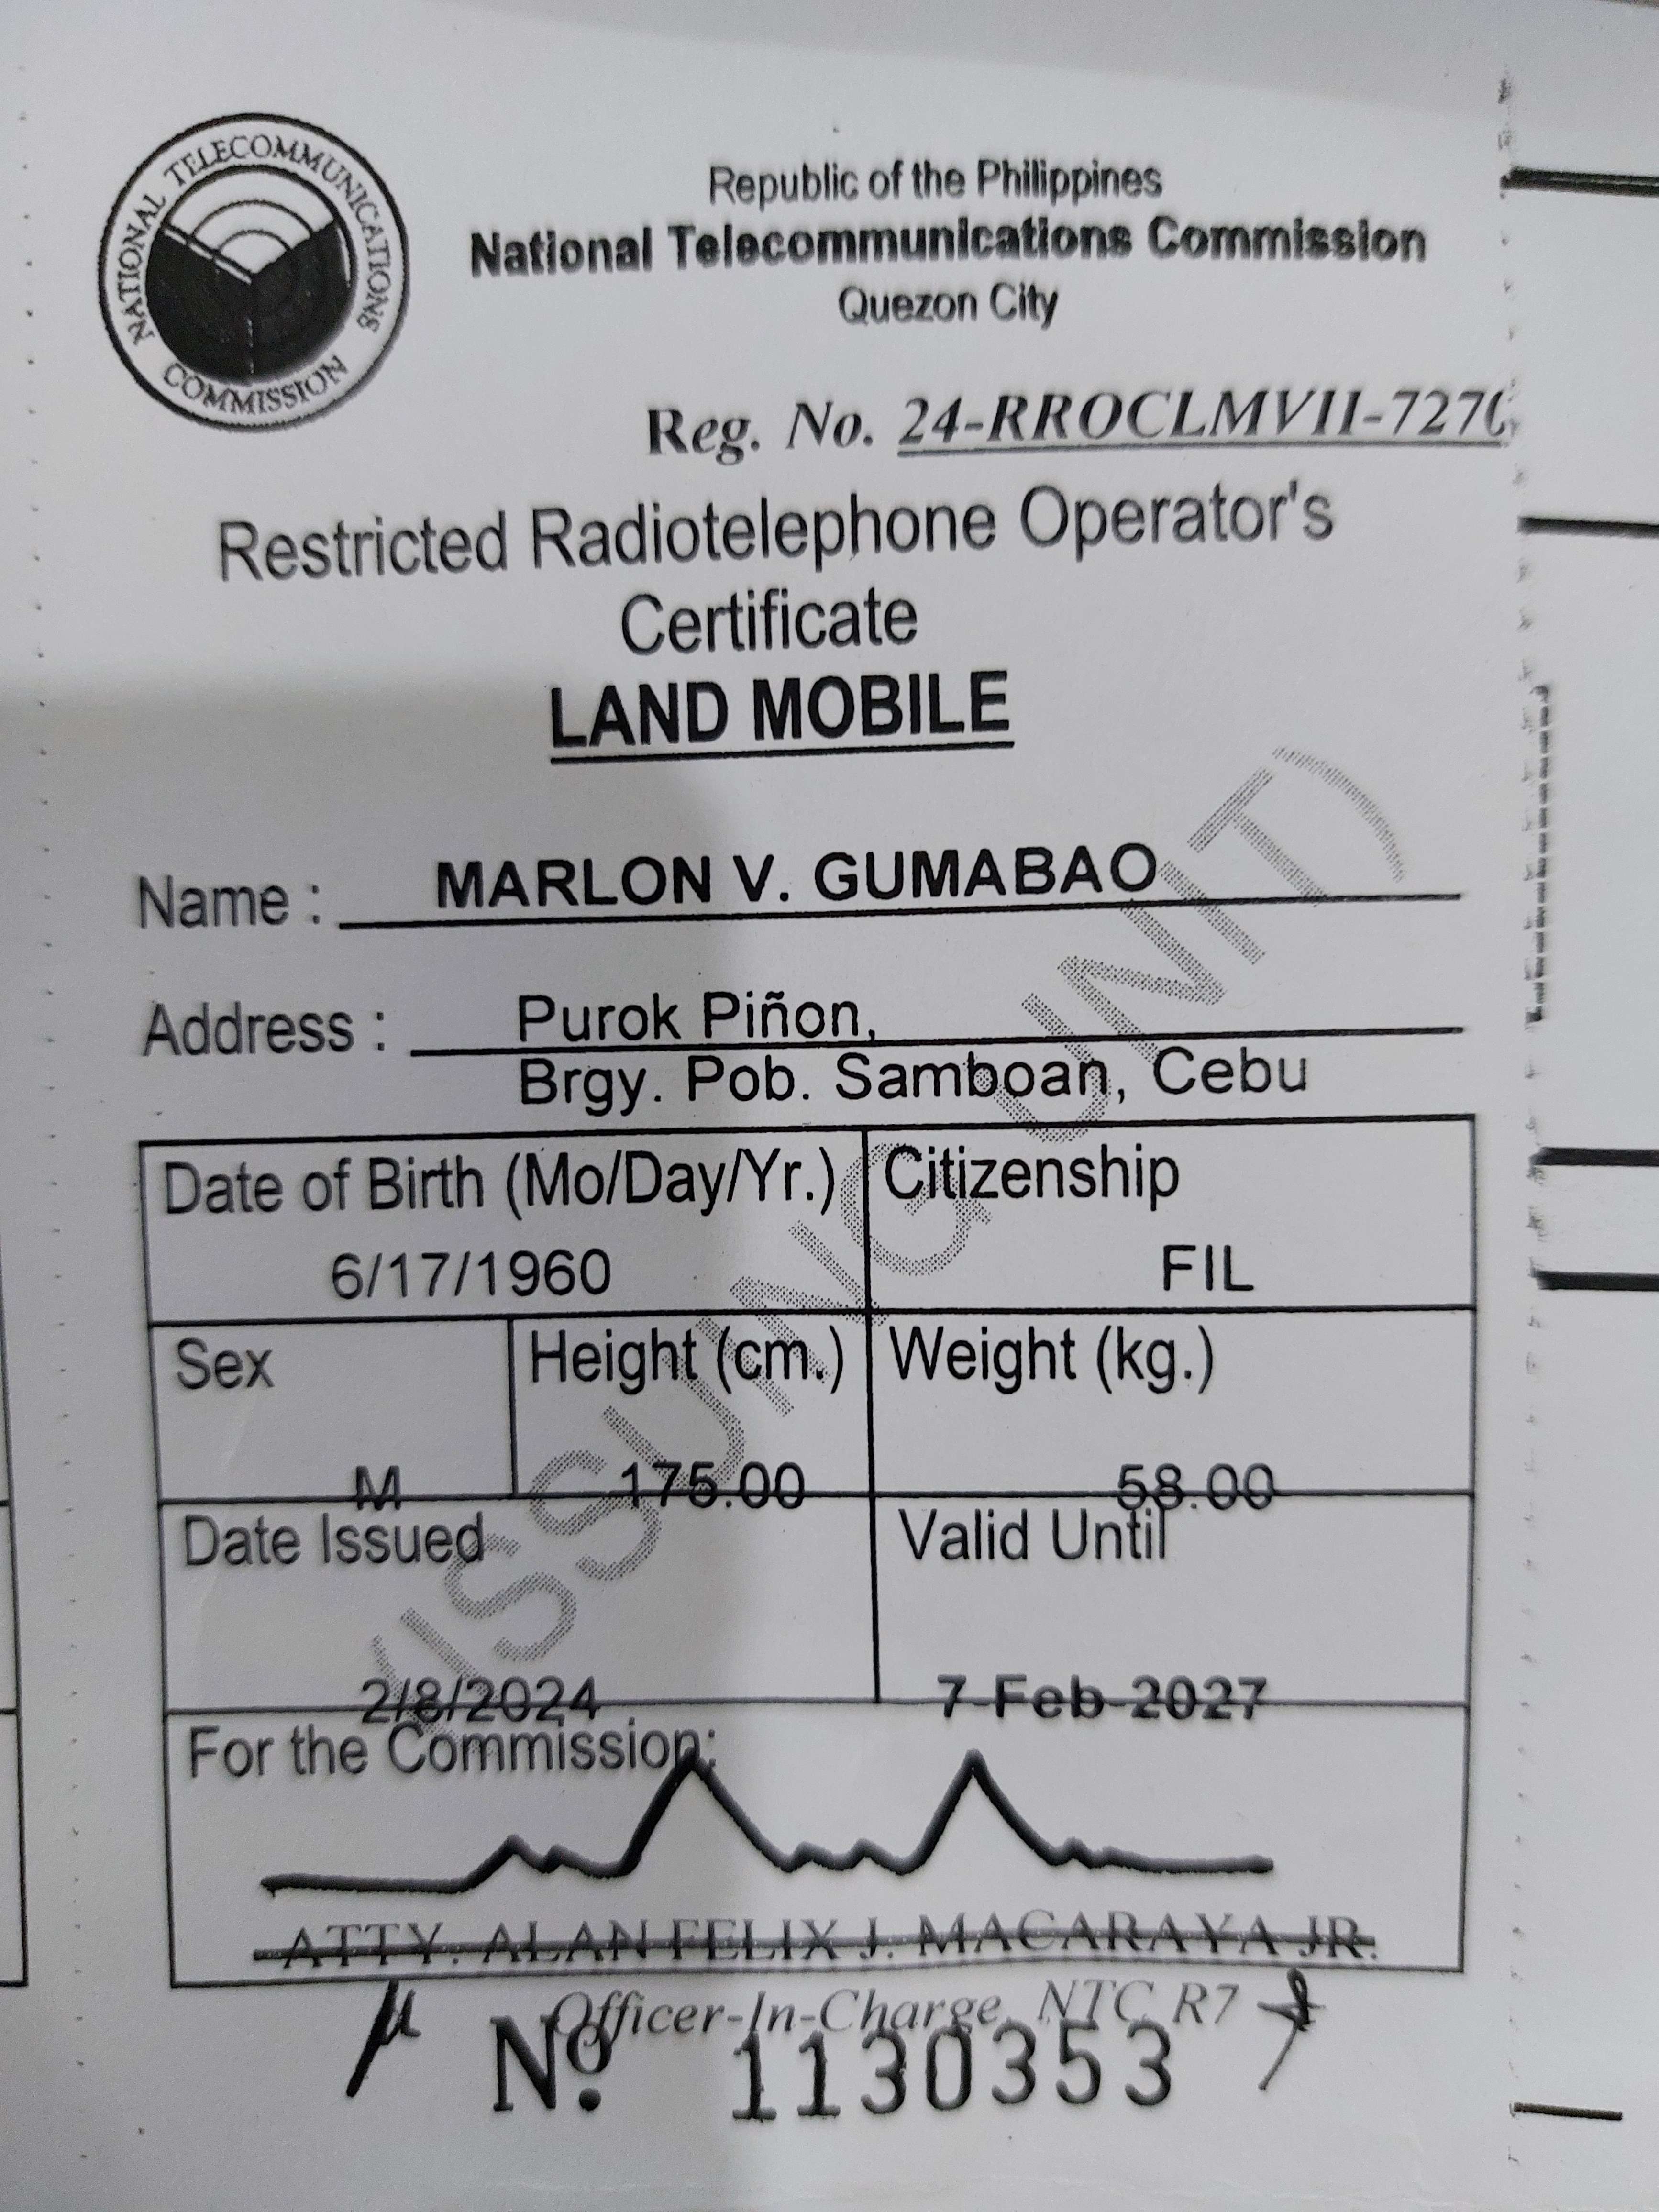 NATIONAL TELECOMMUNICATIONS COMMISSION
Republic of the Philippines
National Telecommunications Commission
Quezon City
Reg. No. 24-RROCLMVII-727
Restricted Radiotelephone Operator's
Certificate
LAND MOBILE
Name : MARLON V. GUMABAO
Address : Purok Piñon,
Brgy. Pob. Samboan, Cebu
Date of Birth (Mo/Day/Yr.) Citizenship
6/17/1960 FIL
Sex Height (cm.) Weight (kg.)
M 175.00 58.00
Date Issued Valid Until
2/8/2024 7-Feb-2027
For the Commission:
ATTY. ALAN FELIX J. MACARAYA JR.
Officer-In-Charge, NTC R7
Nº. 1130353
(ISSUING UNIT)